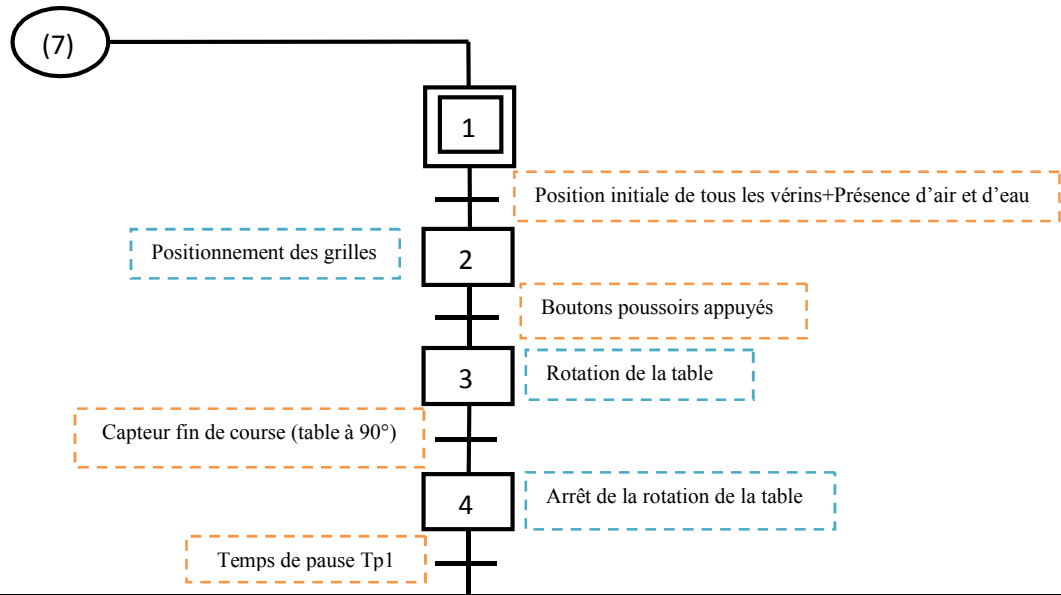 (7)
1
Position initiale de tous les vérins+Présence d’air et d’eau
Positionnement des grilles
2
Boutons poussoirs appuyés
3
Rotation de la table
Capteur fin de course (table à 90°)
4
Arrêt de la rotation de la table
Temps de pause Tp1